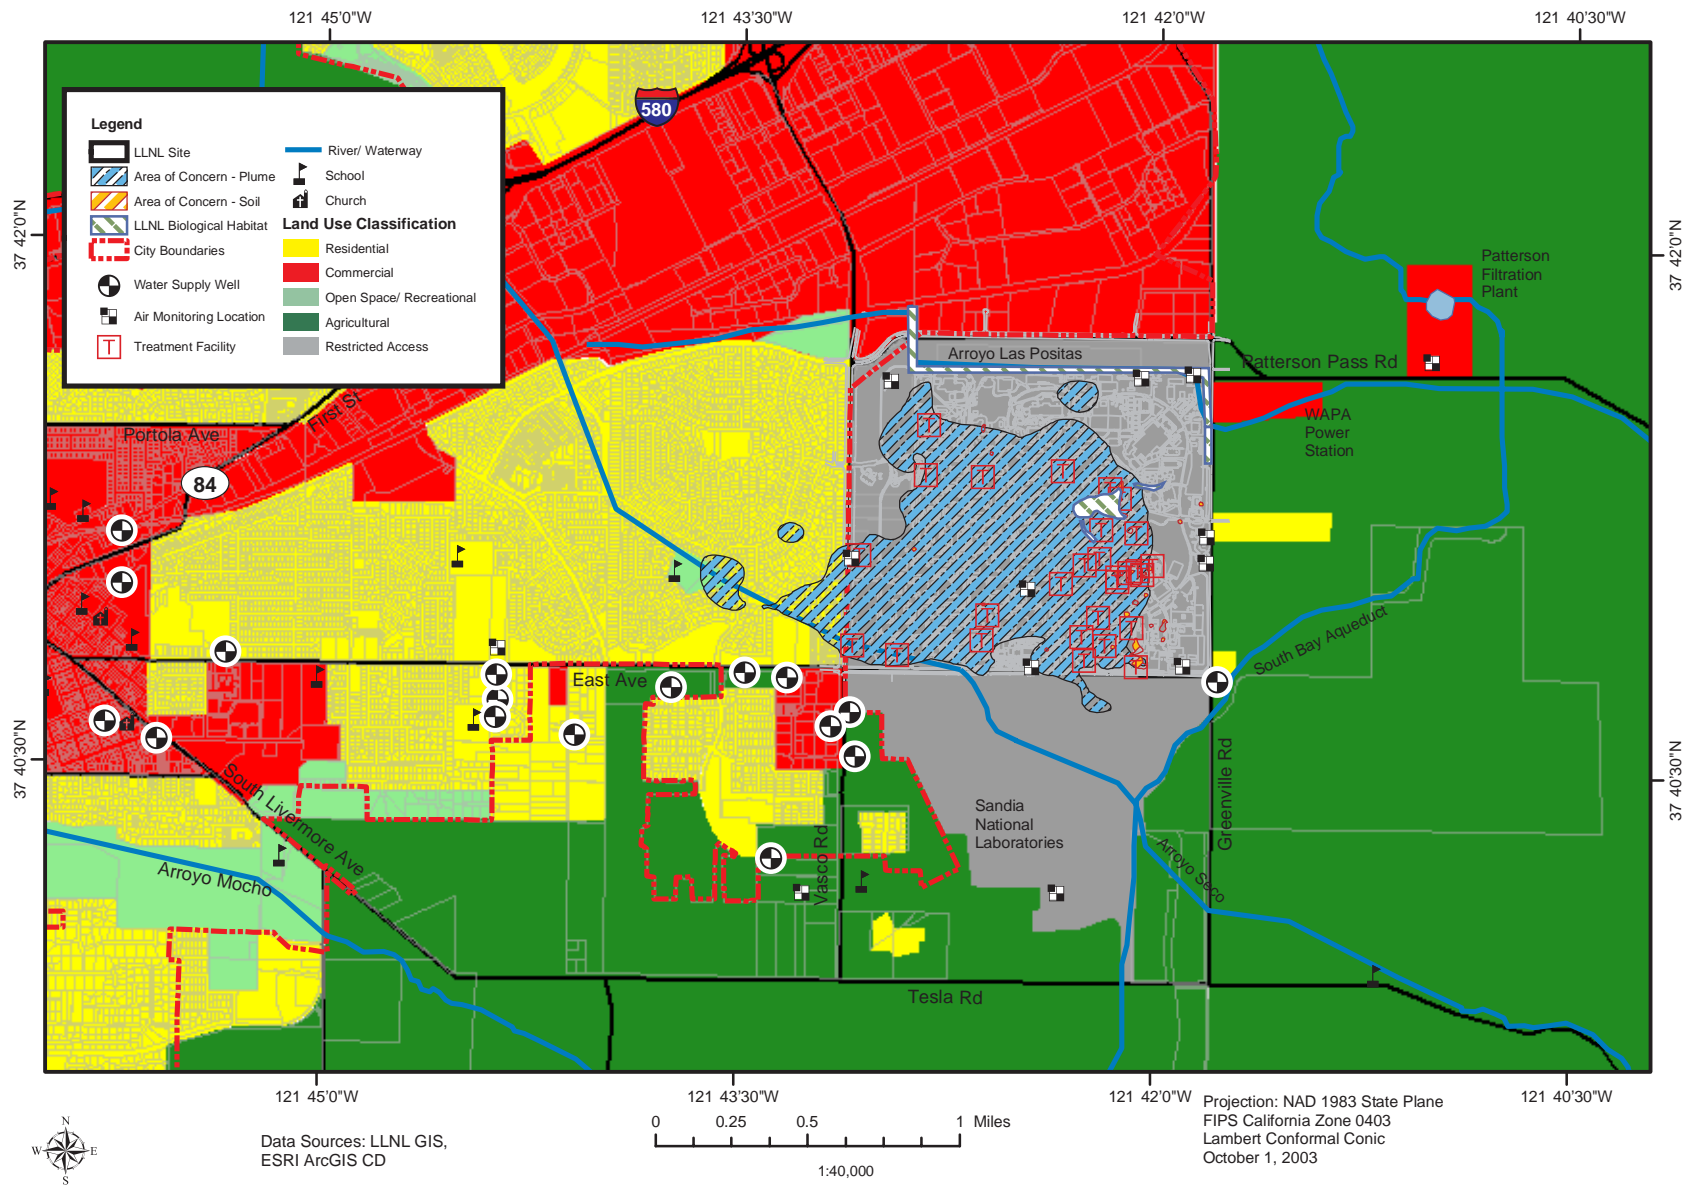 121 45'0"W
121 43'30"W
121 42'0"W
121 40'30"W
580
Legend
LLNL Site
Area of Concern - Plume
Area of Concern - Soil
LLNL Biological Habitat
City Boundaries
Water Supply Well
Air Monitoring Location
T Treatment Facility
River/ Waterway
School
Church
Land Use Classification
Residential
Commercial
Open Space/ Recreational
Agricultural
Restricted Access
37 42'0"N
37 42'0"N
Patterson
Filtration
Plant
Arroyo Las Positas
Patterson Pass Rd
WAPA
Power
Station
First St
Portola Ave
84
South Bay Aqueduct
East Ave
37 40'30"N
37 40'30"N
South Livermore Ave
Sandia
National
Laboratories
Greenville Rd
Vasco Rd
Arroyo Seco
Arroyo Mocho
Tesla Rd
121 45'0"W
121 43'30"W
121 42'0"W
121 40'30"W
N
W E
S
Data Sources: LLNL GIS,
ESRI ArcGIS CD
0 0.25 0.5 1 Miles
1:40,000
Projection: NAD 1983 State Plane
FIPS California Zone 0403
Lambert Conformal Conic
October 1, 2003